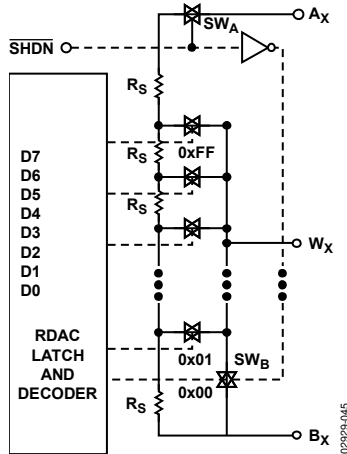 A_X
SW_A
SHDN
R_S
R_S
0xFF
R_S
D7
D6
D5
D4
D3
D2
D1
D0
W_X
RDAC
LATCH
AND
DECODER
0x01
SW_B
0x00
R_S
B_X
02929-045